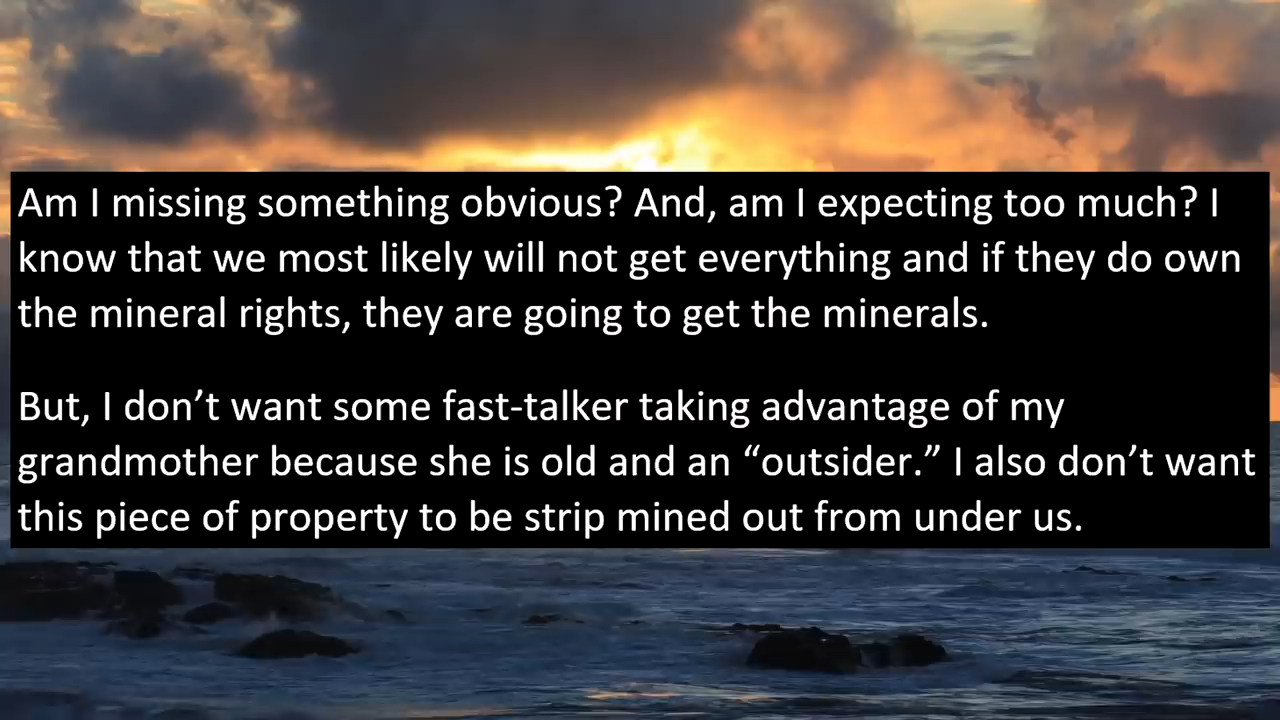 Am I missing something obvious? And, am I expecting too much? I
know that we most likely will not get everything and if they do own
the mineral rights, they are going to get the minerals.
But, I don’t want some fast-talker taking advantage of my
grandmother because she is old and an “outsider.” I also don’t want
this piece of property to be strip mined out from under us.